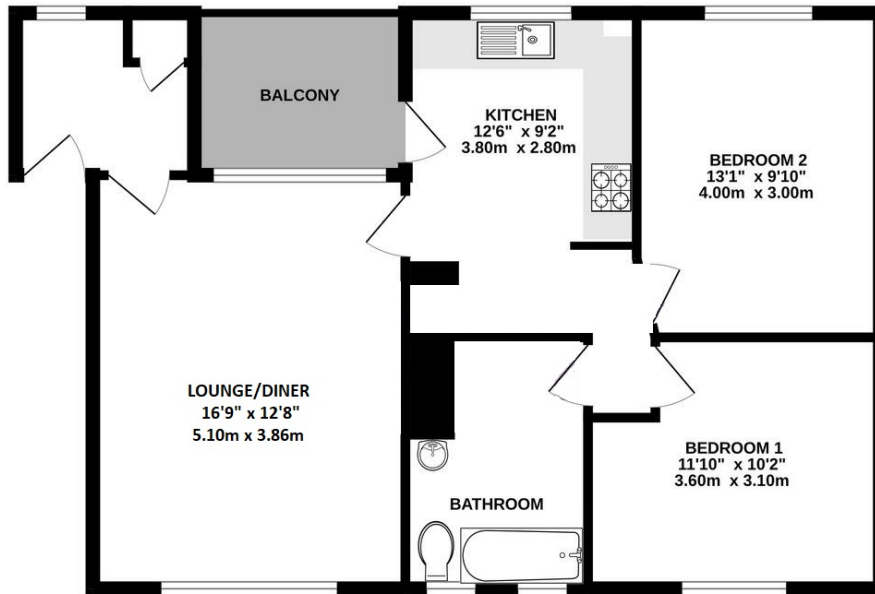 BALCONY
KITCHEN
12'6" x 9'2"
3.80m x 2.80m
BEDROOM 2
13'1" x 9'10"
4.00m x 3.00m
LOUNGE/DINER
16'9" x 12'8"
5.10m x 3.86m
BEDROOM 1
11'10" x 10'2"
3.60m x 3.10m
BATHROOM